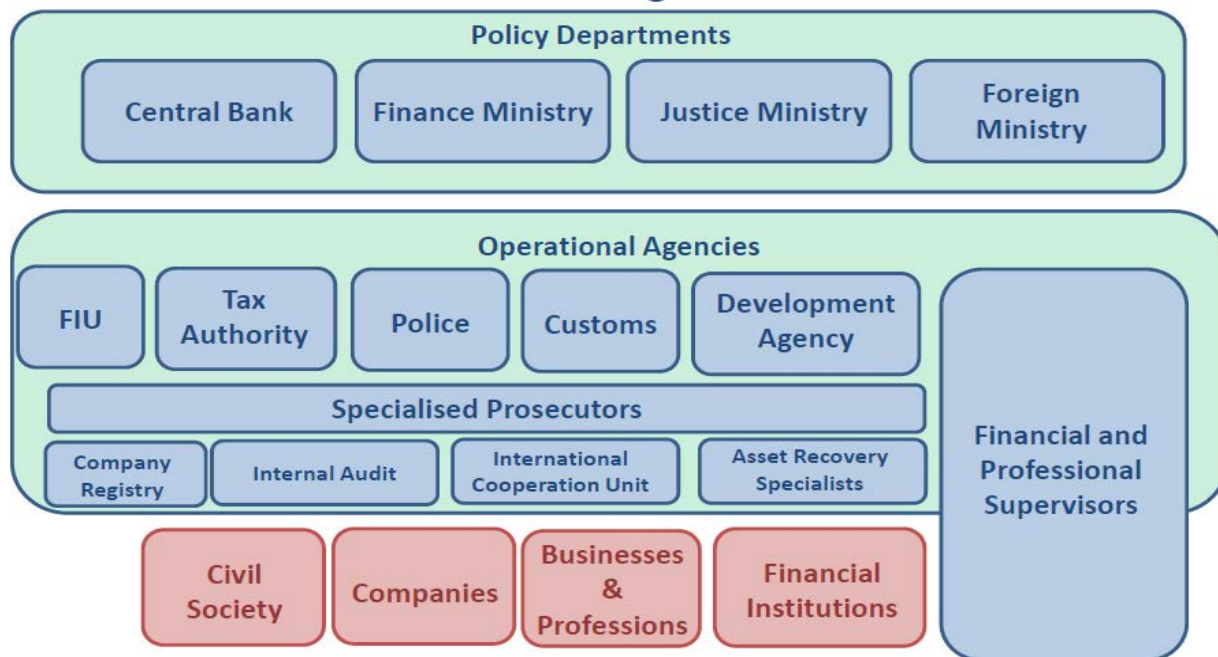 Policy Departments
Central Bank
Finance Ministry
Justice Ministry
Foreign
Ministry
Operational Agencies
FIU
Tax
Authority
Police
Customs
Development
Agency
Specialised Prosecutors
Company
Registry
Internal Audit
International
Cooperation Unit
Asset Recovery
Specialists
Financial and
Professional
Supervisors
Civil
Society
Companies
Businesses
&
Professions
Financial
Institutions